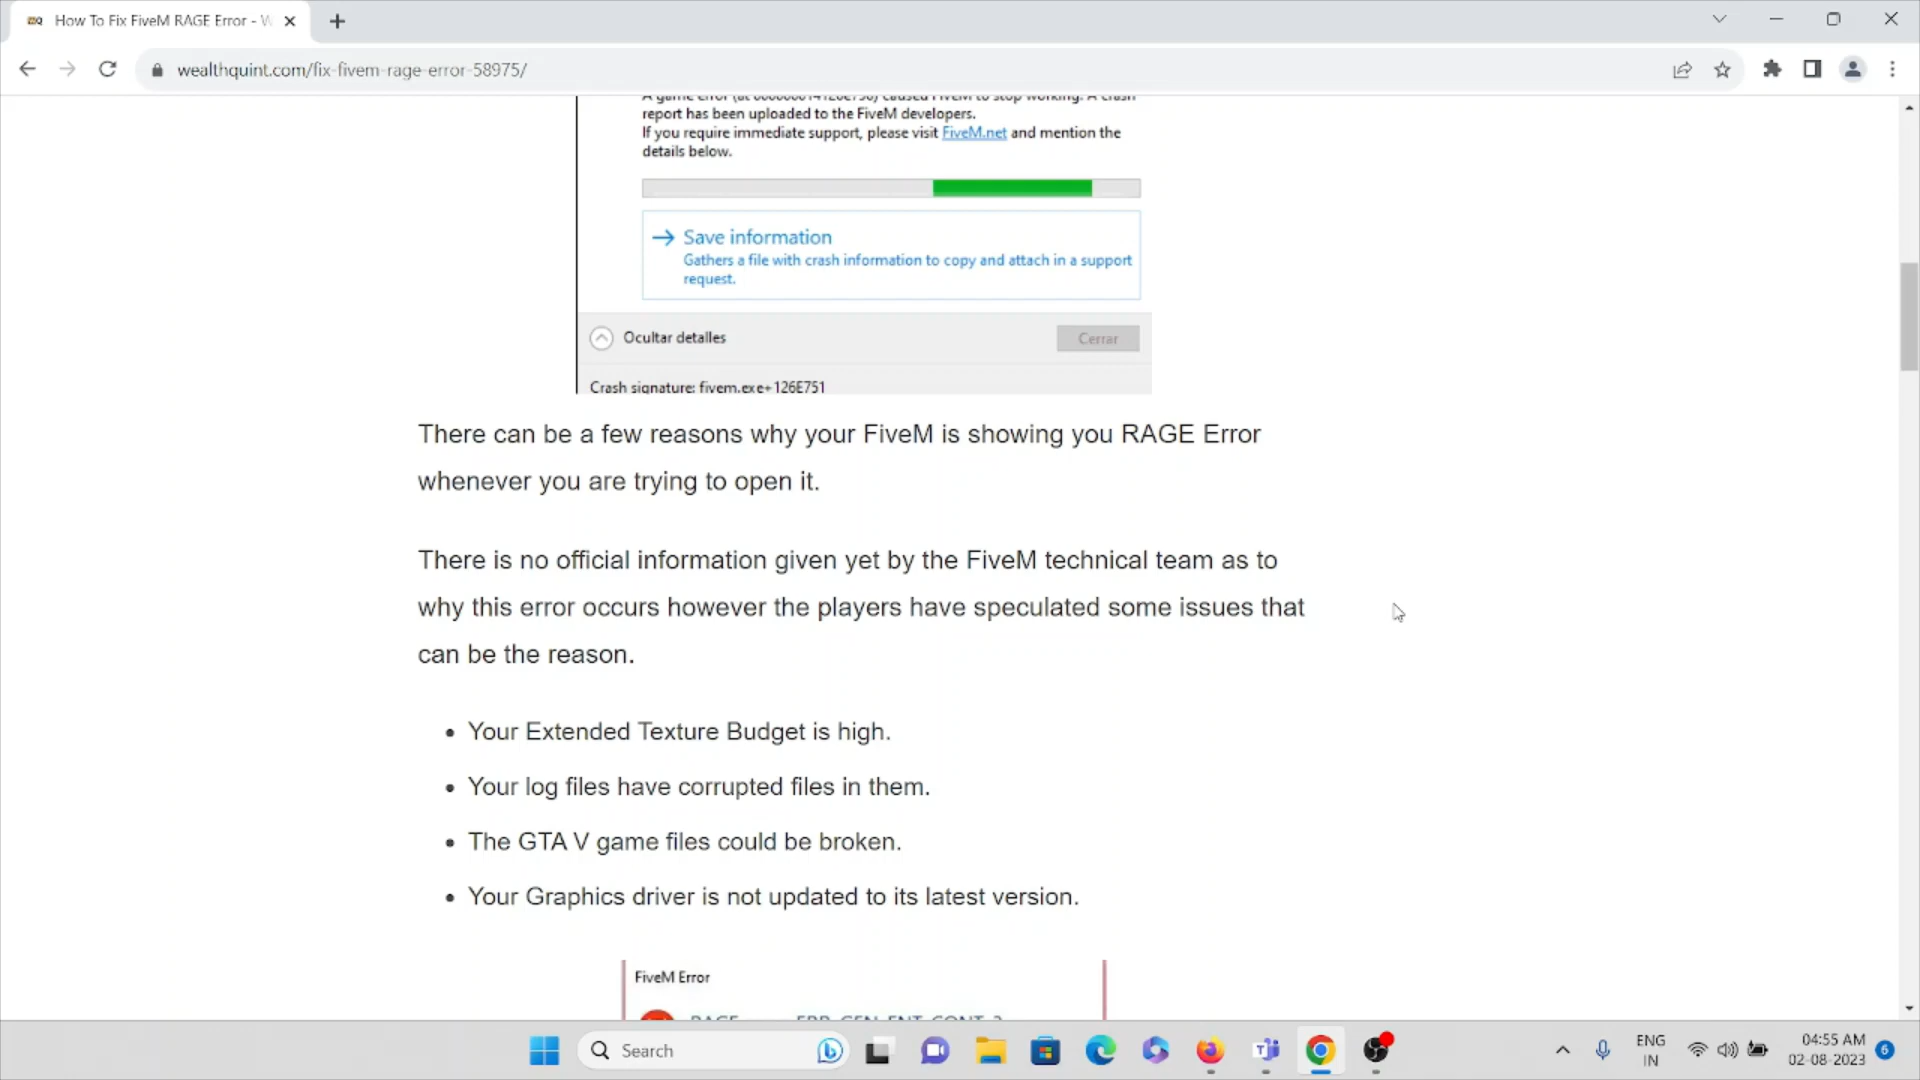 How To Fix FiveM RAGE Error - W
wealthquint.com/fix-fivem-rage-error-58975/
report has been uploaded to the FiveM developers.
If you require immediate support, please visit FiveM.net and mention the
details below.
Save information
Gathers a file with crash information to copy and attach in a support
request.
Ocultar detalles
Cerrar
Crash signature: fivem.exe+126E751
There can be a few reasons why your FiveM is showing you RAGE Error
whenever you are trying to open it.
There is no official information given yet by the FiveM technical team as to
why this error occurs however the players have speculated some issues that
can be the reason.
• Your Extended Texture Budget is high.
• Your log files have corrupted files in them.
• The GTA V game files could be broken.
• Your Graphics driver is not updated to its latest version.
FiveM Error
Search
ENG
IN
04:55 AM
02-08-2023
6